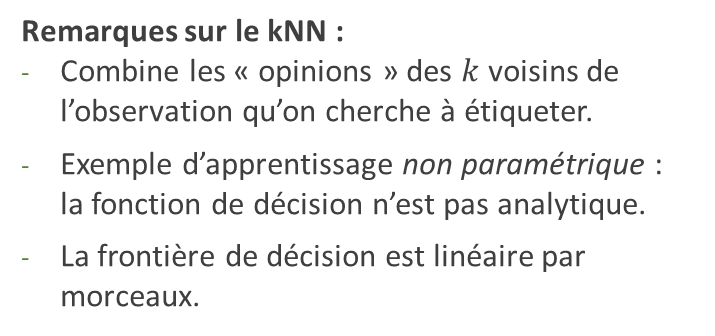 Remarques sur le kNN :
- Combine les « opinions » des k voisins de
l’observation qu’on cherche à étiqueter.
- Exemple d’apprentissage non paramétrique :
la fonction de décision n’est pas analytique.
- La frontière de décision est linéaire par
morceaux.